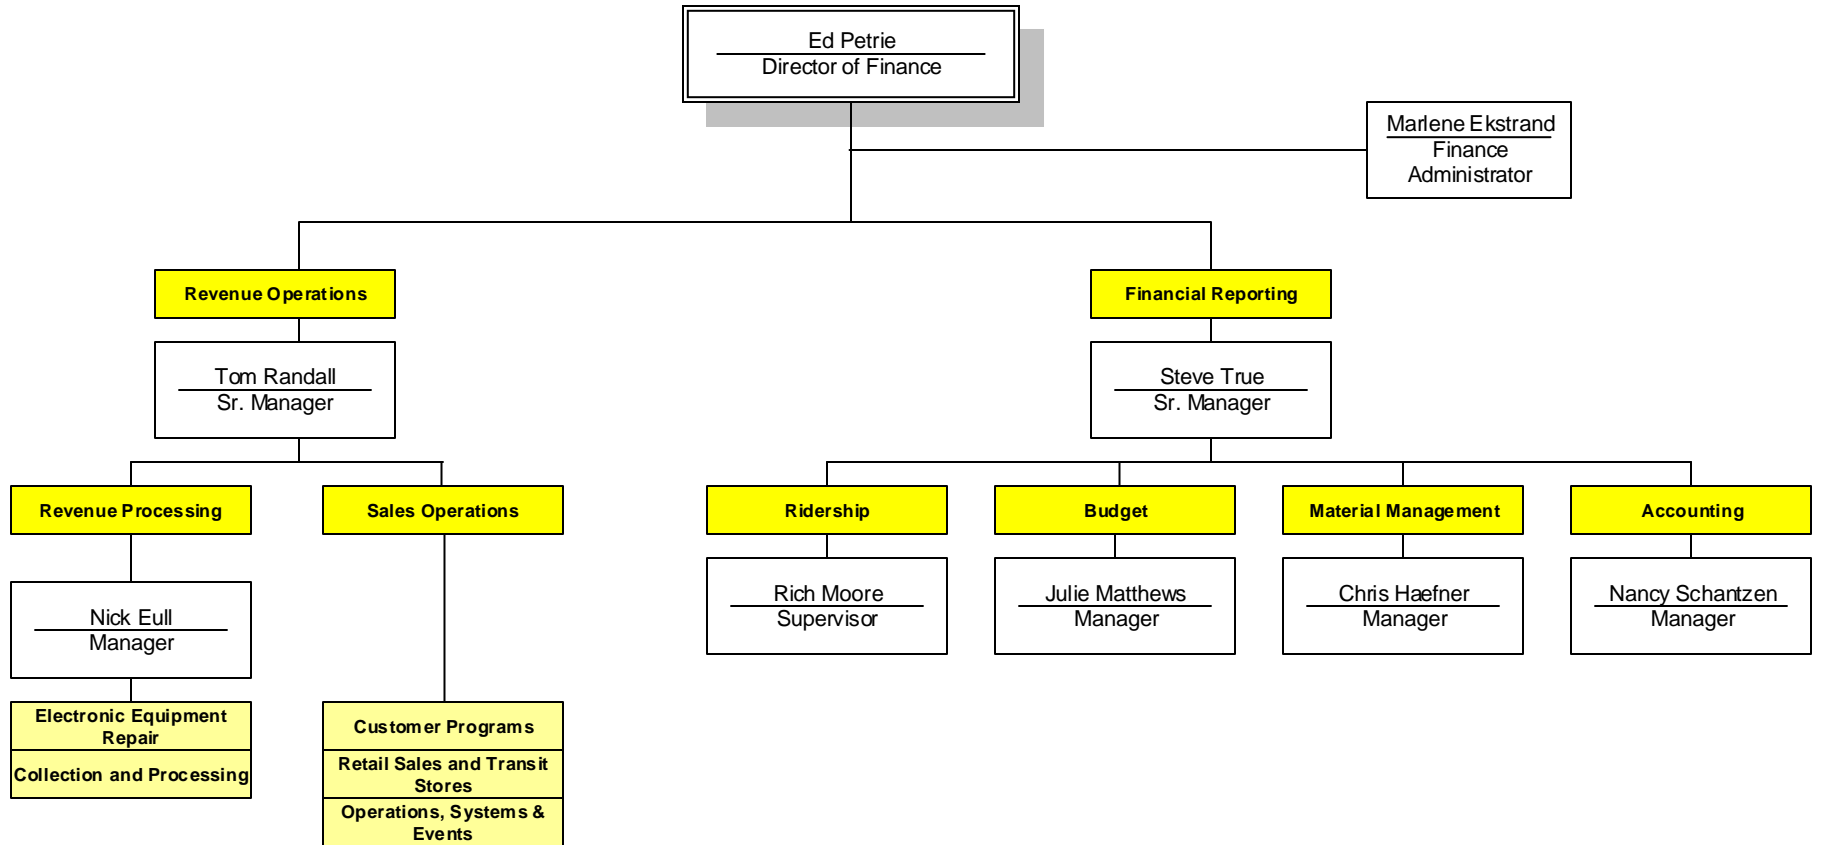 Ed Petrie
Director of Finance
Marlene Ekstrand
Finance
Administrator
Revenue Operations
Financial Reporting
Tom Randall
Sr. Manager
Steve True
Sr. Manager
Revenue Processing
Sales Operations
Ridership
Budget
Material Management
Accounting
Nick Eull
Manager
Rich Moore
Supervisor
Julie Matthews
Manager
Chris Haefner
Manager
Nancy Schantzen
Manager
Electronic Equipment
Repair
Collection and Processing
Customer Programs
Retail Sales and Transit
Stores
Operations, Systems &
Events